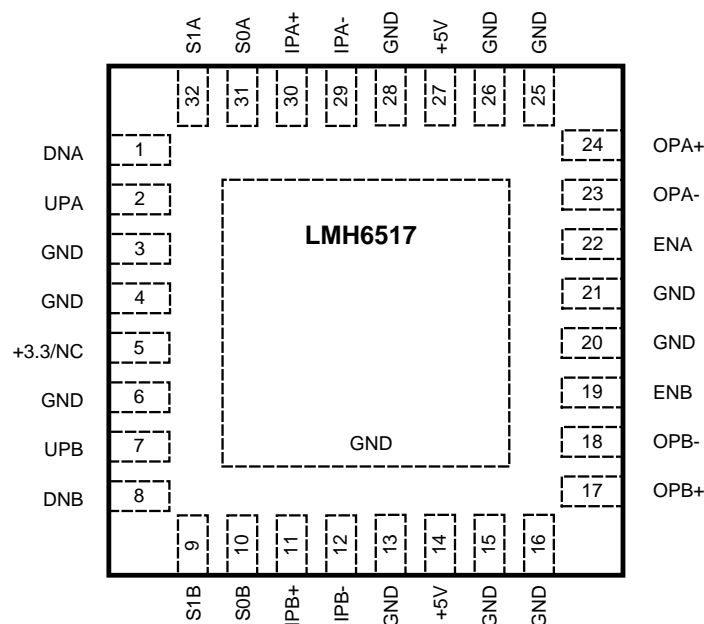 S1A
S0A
IPA+
IPA-
GND
+5V
GND
GND
32
31
30
29
28
27
26
25
DNA
1
24
OPA+
UPA
2
23
OPA-
GND
3
LMH6517
22
ENA
GND
4
21
GND
+3.3/NC
5
20
GND
GND
6
19
ENB
UPB
7
GND
18
OPB-
DNB
8
17
OPB+
9
10
11
12
13
14
15
16
S1B
S0B
IPB+
IPB-
GND
+5V
GND
GND